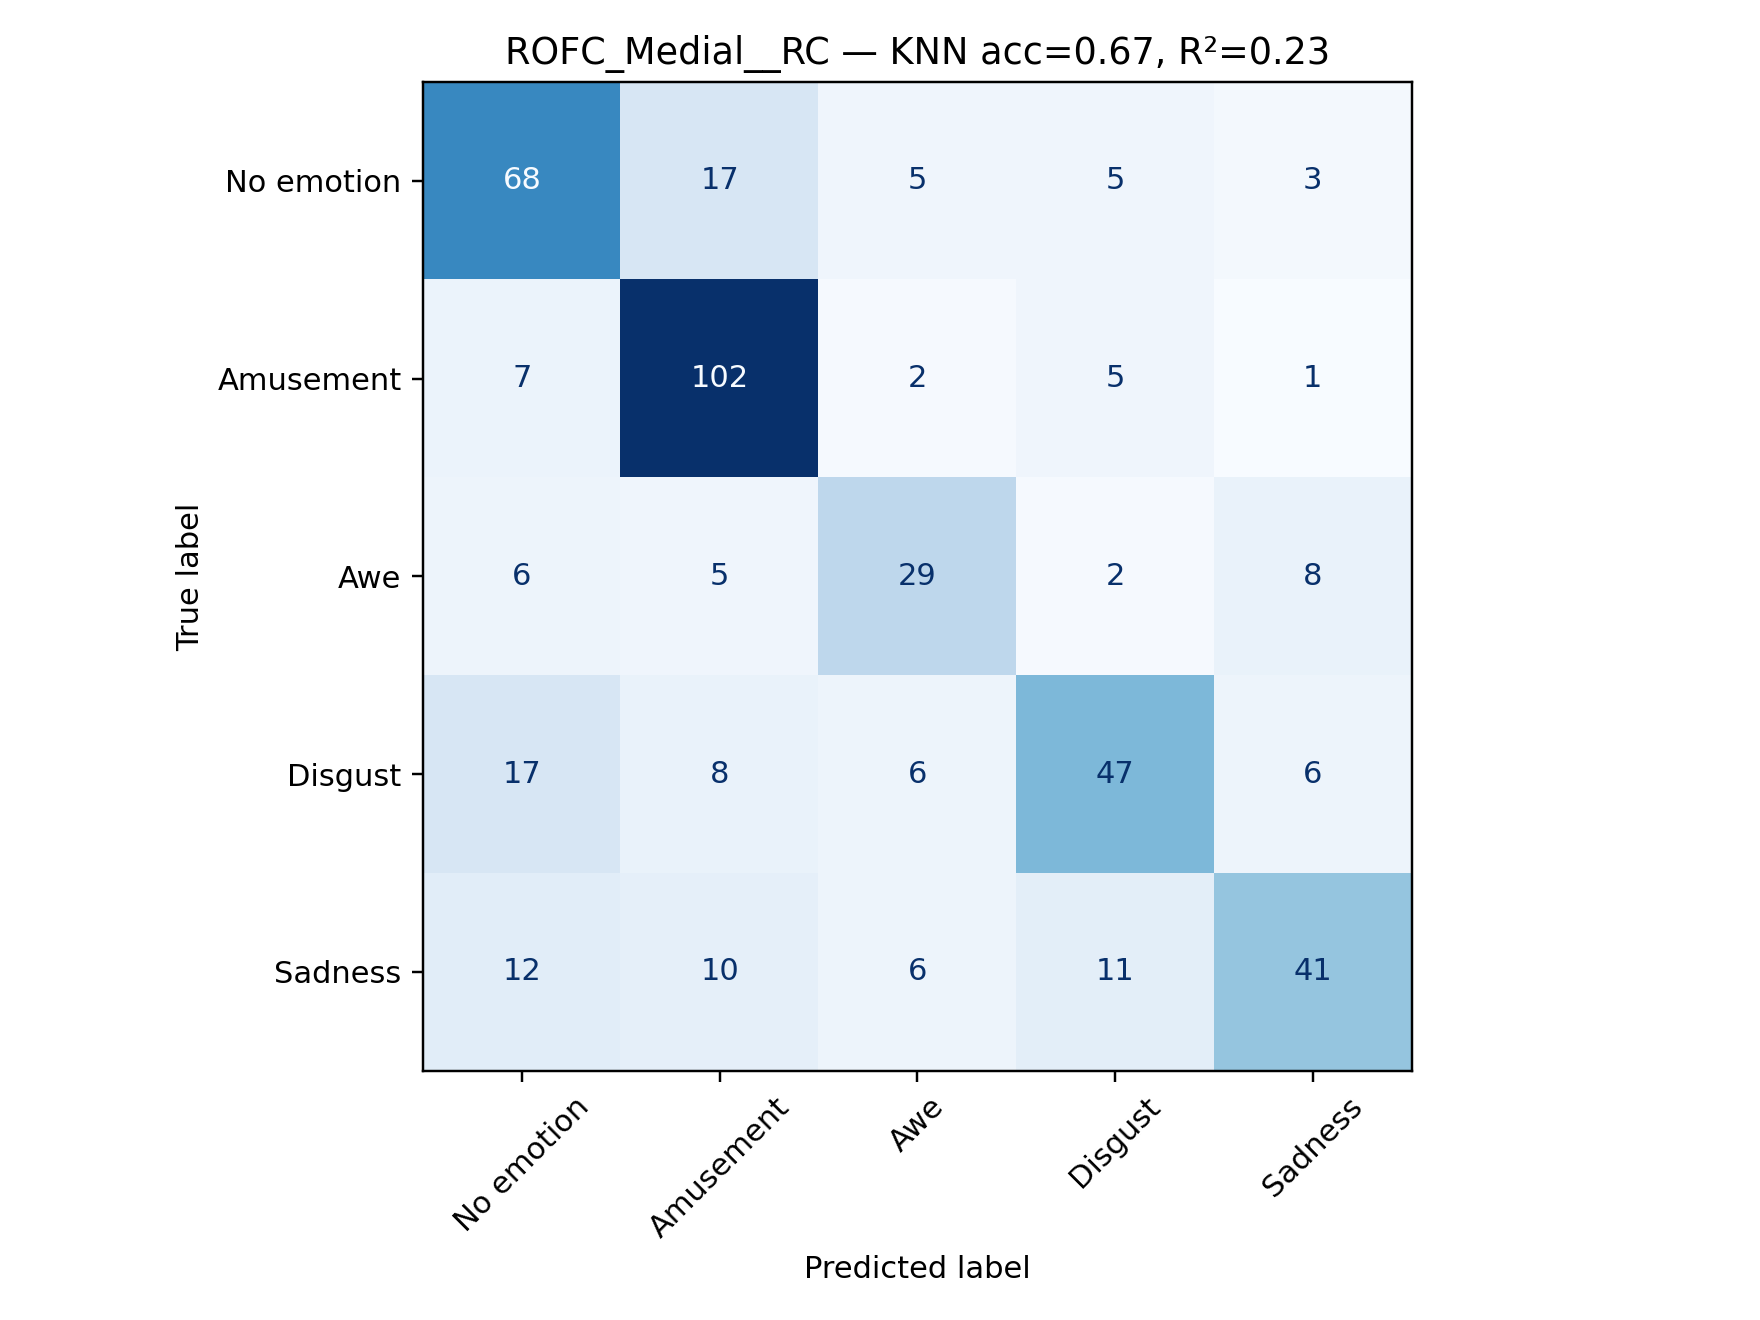 ROFC_Medial__RC — KNN acc=0.67, R²=0.23
No emotion 68 17 5 5 3
Amusement 7 102 2 5 1
Awe 6 5 29 2 8
Disgust 17 8 6 47 6
Sadness 12 10 6 11 41
True label
No emotion Amusement Awe Disgust Sadness
Predicted label